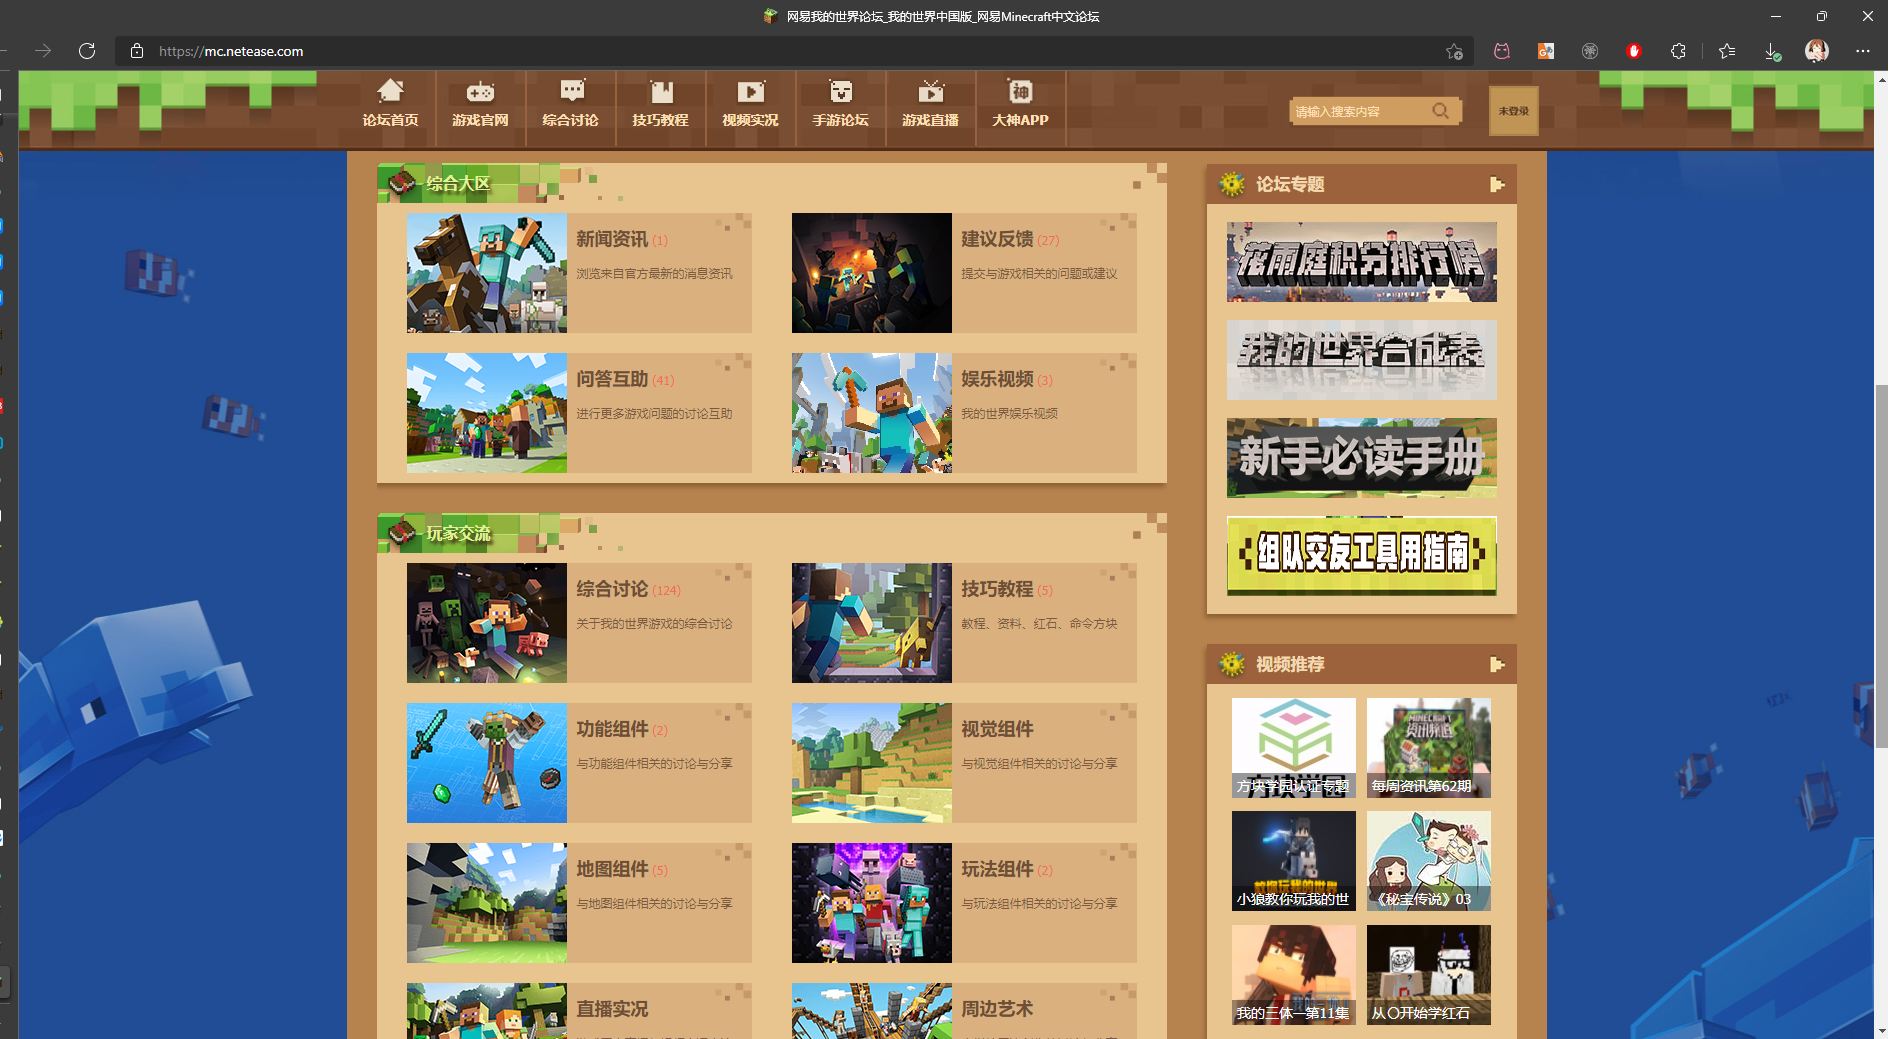 网易我的世界论坛_我的世界中国版_网易Minecraft中文论坛
https://mc.netease.com
论坛首页
游戏官网
综合讨论
技巧教程
视频实况
手游论坛
游戏直播
神
大神APP
请输入搜索内容
未登录
综合大区
新闻资讯 (1)
浏览来自官方最新的消息资讯
建议反馈 (27)
提交与游戏相关的问题或建议
问答互助 (41)
进行更多游戏问题的讨论互助
娱乐视频 (3)
我的世界娱乐视频
玩家交流
综合讨论 (124)
关于我的世界游戏的综合讨论
技巧教程 (5)
教程、资料、红石、命令方块
功能组件 (2)
与功能组件相关的讨论与分享
视觉组件
与视觉组件相关的讨论与分享
地图组件 (5)
与地图组件相关的讨论与分享
玩法组件 (2)
与玩法组件相关的讨论与分享
直播实况
周边艺术
论坛专题
花雨庭积分排行榜
我的世界合成表
新手必读手册
组队交友工具用指南
视频推荐
方块学园认证专题
MINECRAFT
资讯频道
每周资讯第62期
教你玩我的世界
小狼教你玩我的世
《秘宝传说》03
我的三体—第11集
从〇开始学红石